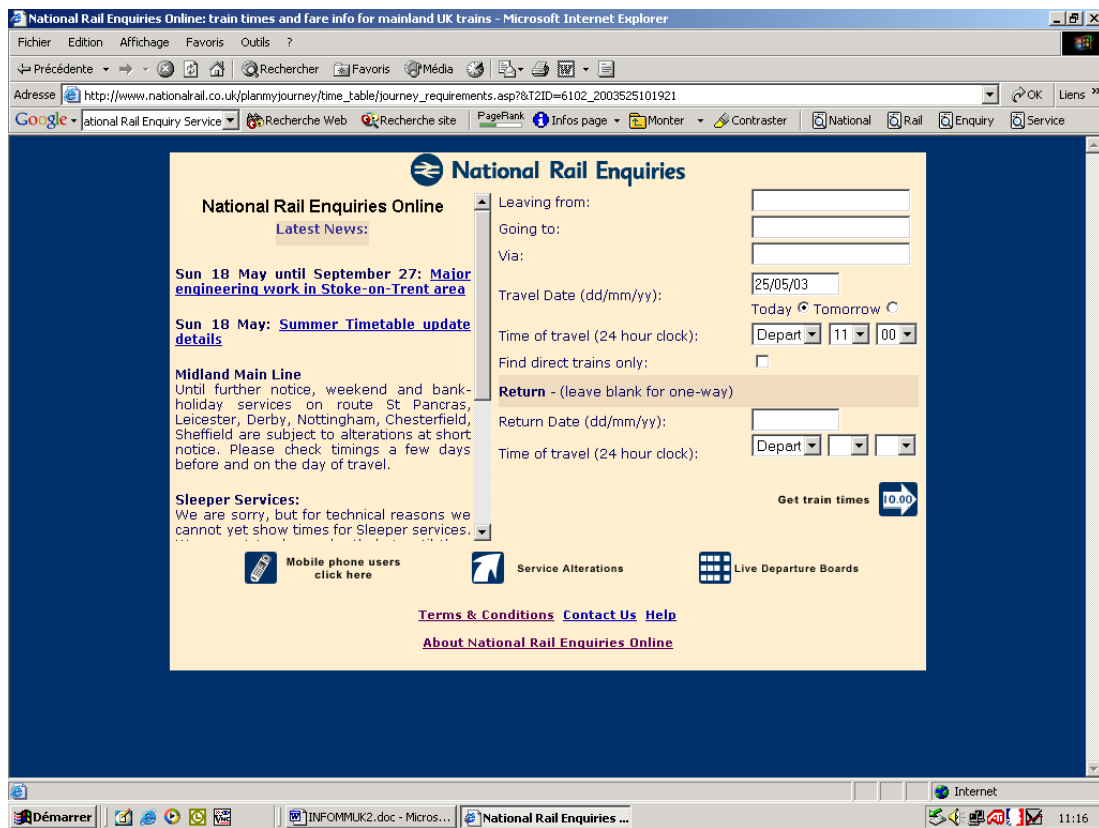 National Rail Enquiries Online: train times and fare info for mainland UK trains - Microsoft Internet Explorer
Fichier Edition Affichage Favoris Outils ?
Précédente Rechercher Favoris Média
Adresse http://www.nationalrail.co.uk/planmyjourney/time_table/journey_requirements.asp?&T2ID=6102_2003525101921 OK Liens »
Google ational Rail Enquiry Service Recherche Web Recherche site PageRank Infos page Monter Contraster National Rail Enquiry Service
National Rail Enquiries
National Rail Enquiries Online
Latest News:
Sun 18 May until September 27: Major
engineering work in Stoke-on-Trent area
Sun 18 May: Summer Timetable update
details
Midland Main Line
Until further notice, weekend and bank-
holiday services on route St Pancras,
Leicester, Derby, Nottingham, Chesterfield,
Sheffield are subject to alterations at short
notice. Please check timings a few days
before and on the day of travel.
Sleeper Services:
We are sorry, but for technical reasons we
cannot yet show times for Sleeper services.
Leaving from:
Going to:
Via:
Travel Date (dd/mm/yy): 25/05/03
Today Tomorrow
Time of travel (24 hour clock): Depart 11 00
Find direct trains only:
Return - (leave blank for one-way)
Return Date (dd/mm/yy):
Time of travel (24 hour clock): Depart
Get train times 10.00
Mobile phone users
click here
Service Alterations
Live Departure Boards
Terms & Conditions Contact Us Help
About National Rail Enquiries Online
Internet
Démarrer INFOMMUK2.doc - Micros... National Rail Enquiries ... 11:16